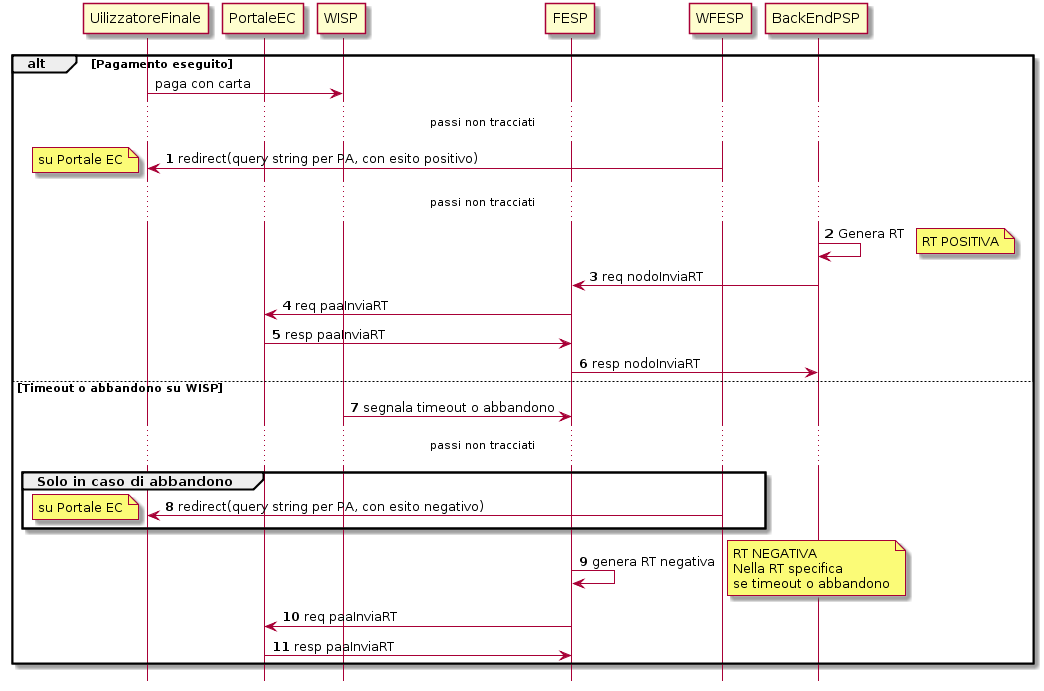 UilizzatoreFinale PortaleEC WISP FESP WFESP BackEndPSP
alt [Pagamento eseguito]
paga con carta
passi non tracciati
su Portale EC 1 redirect(query string per PA, con esito positivo)
passi non tracciati
2 Genera RT RT POSITIVA
3 req nodoInviaRT
4 req paaInviaRT
5 resp paaInviaRT
6 resp nodoInviaRT
[Timeout o abbandono su WISP]
7 segnala timeout o abbandono
passi non tracciati
Solo in caso di abbandono
su Portale EC 8 redirect(query string per PA, con esito negativo)
RT NEGATIVA
9 genera RT negativa Nella RT specifica
se timeout o abbandono
10 req paaInviaRT
11 resp paaInviaRT